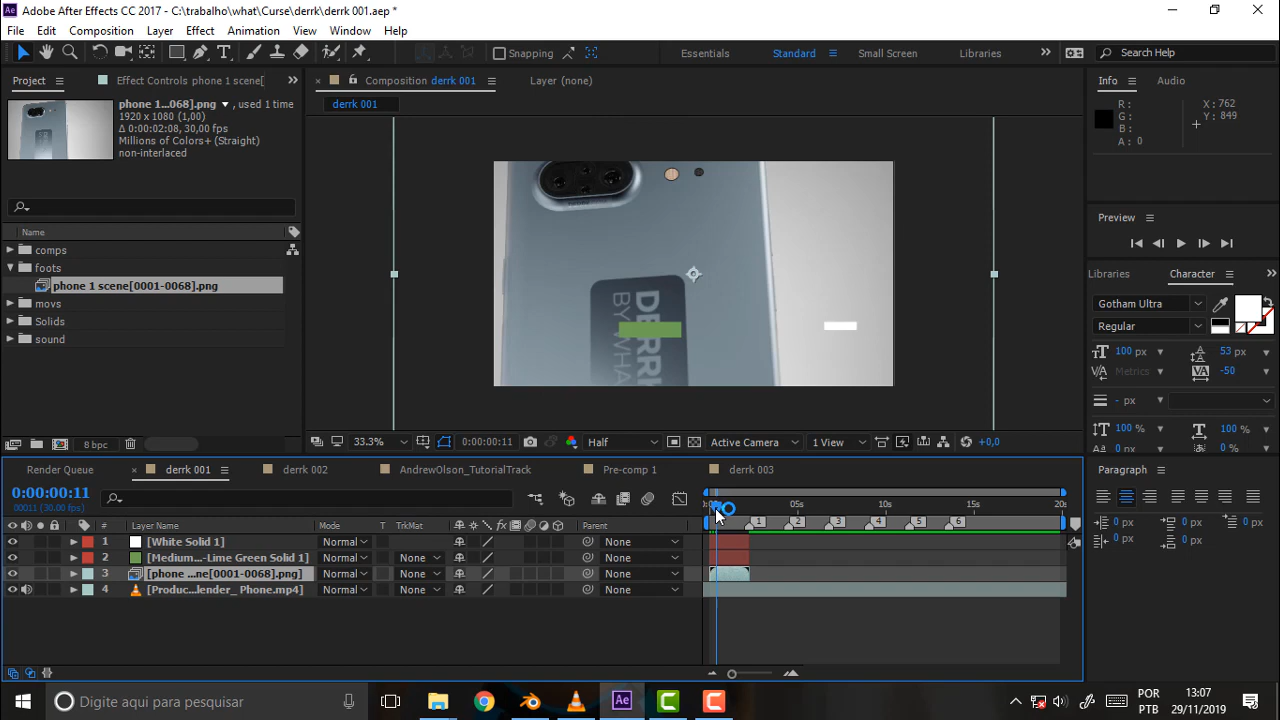 Adobe After Effects CC 2017 - C:\trabalho\what\Curse\derrk\derrk 001.aep *
File Edit Composition Layer Effect Animation View Window Help
Snapping Essentials Standard Small Screen Libraries Search Help
Project Effect Controls phone 1 scene[
Composition derrk 001 Layer (none)
Info Audio
phone 1...068].png, used 1 time
1920 x 1080 (1,00)
Δ 0:00:02:08, 30,00 fps
Millions of Colors+ (Straight)
non-interlaced
derrk 001
R: X: 762
G: Y: 849
B:
A: 0
Name
comps
foots
phone 1 scene[0001-0068].png
movs
Solids
sound
DERRK
BY WHA
Preview
Libraries Character
Gotham Ultra
Regular
100 px 53 px
Metrics -50
- px
100 % 100 %
0 px 0 %
8 bpc
33.3% 0:00:00:11 Half Active Camera 1 View +0,0
Render Queue derrk 001 derrk 002 AndrewOlson_TutorialTrack Pre-comp 1 derrk 003
Paragraph
0:00:00:11
00011 (30.00 fps)
05s 10s 15s 20s
1 2 3 4 5 6
# Layer Name Mode T TrkMat Parent
1 [White Solid 1] Normal None
2 [Medium...-Lime Green Solid 1] Normal None None
3 [phone ...ne[0001-0068].png] Normal None None
4 [Produc...lender_ Phone.mp4] Normal None None
0 px 0 px 0 px
0 px 0 px
Digite aqui para pesquisar
POR
PTB
13:07
29/11/2019